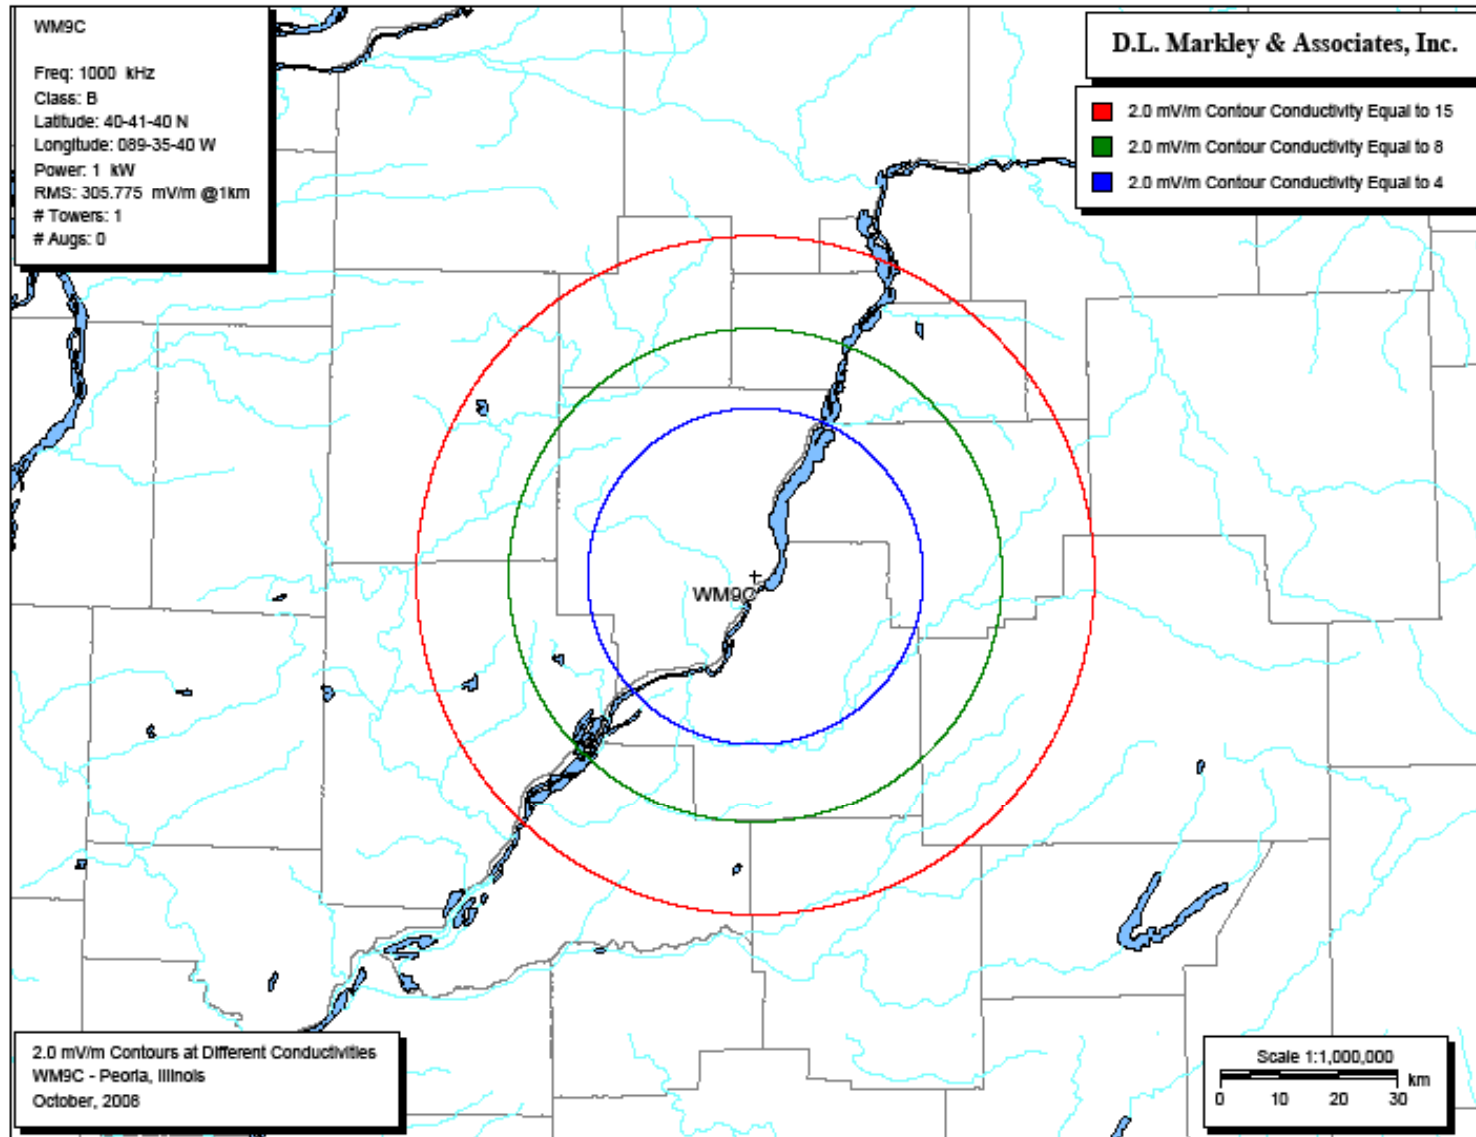 WM9C
Freq: 1000 kHz
Class: B
Latitude: 40-41-40 N
Longitude: 089-35-40 W
Power: 1 kW
RMS: 305.775 mV/m @1km
# Towers: 1
# Augs: 0
D.L. Markley & Associates, Inc.
2.0 mV/m Contour Conductivity Equal to 15
2.0 mV/m Contour Conductivity Equal to 8
2.0 mV/m Contour Conductivity Equal to 4
WM9C
2.0 mV/m Contours at Different Conductivities
WM9C - Peoria, Illinois
October, 2008
Scale 1:1,000,000
km
0 10 20 30